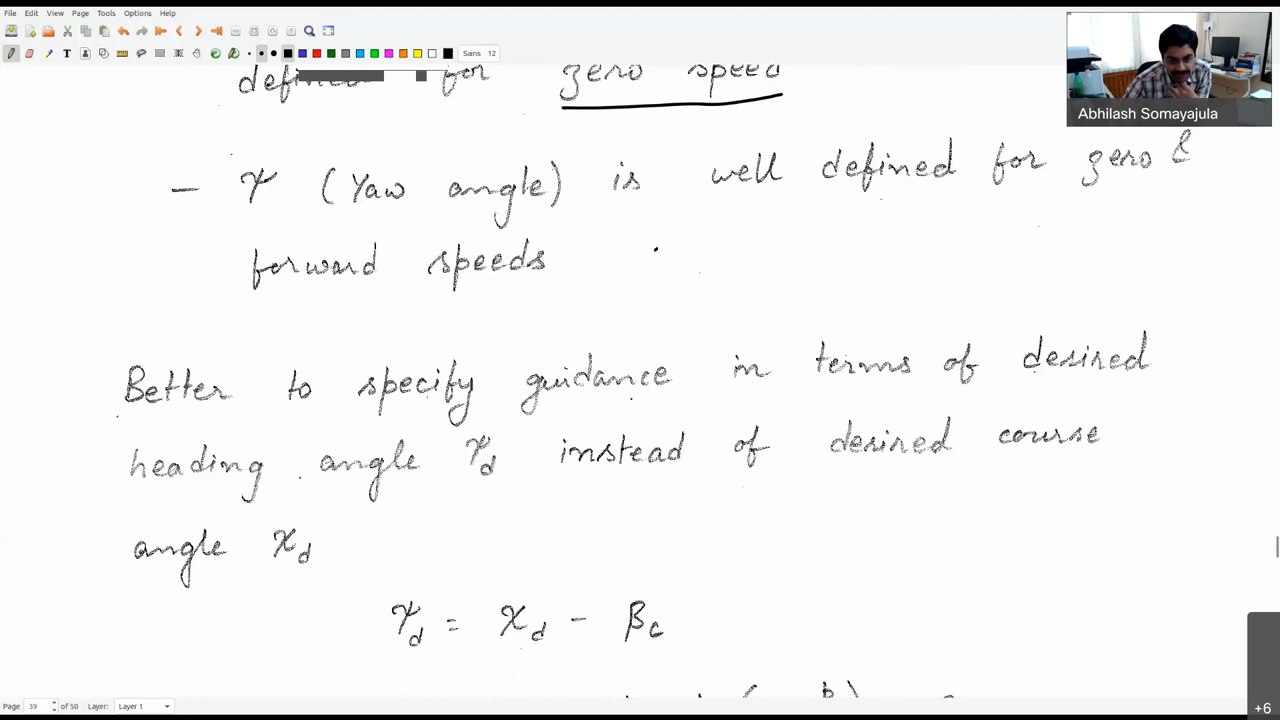 File Edit View Page Tools Options Help
Sans 12
defined for zero speed
Abhilash Somayajula
– ψ (Yaw angle) is well defined for zero &
forward speeds
Better to specify guidance in terms of desired
heading angle ψd instead of desired course
angle χd
ψd = χd - βc
Page 39 of 50 Layer: Layer 1
+6